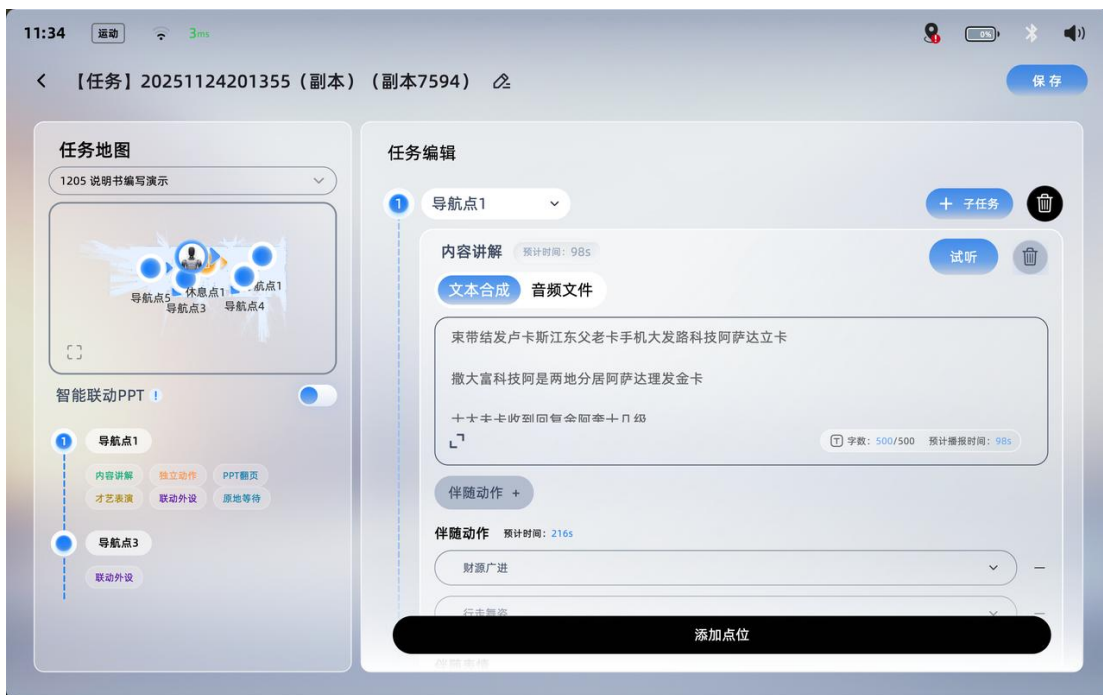 11:34 运动 3ms 0%
【任务】20251124201355（副本）（副本7594）
保存
任务地图
1205 说明书编写演示
导航点5 休息点1 航点1
导航点3 导航点4
智能联动PPT !
1 导航点1
内容讲解 独立动作 PPT翻页
才艺表演 联动外设 原地等待
导航点3
联动外设
任务编辑
1 导航点1
+ 子任务
内容讲解 预计时间: 98s
试听
文本合成 音频文件
束带结发卢卡斯江东父老卡手机大发路科技阿萨达立卡
撒大富科技阿是两地分居阿萨达理发金卡
字数: 500/500 预计播报时间: 98s
伴随动作 +
伴随动作 预计时间: 216s
财源广进
行走舞姿
添加点位
伴随表情